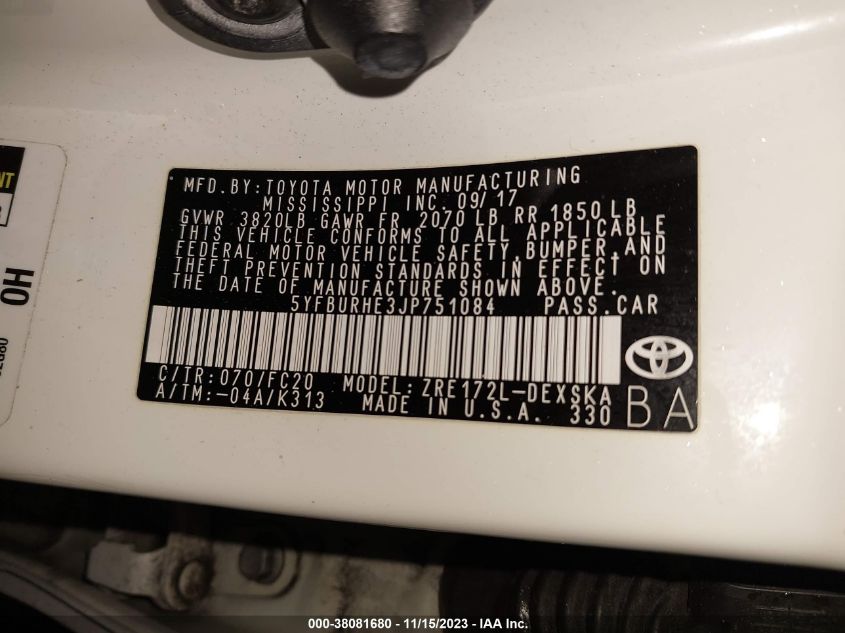 MFD. BY: TOYOTA MOTOR MANUFACTURING
MISSISSIPPI INC. 09/17
GVWR 3820LB GAWR FR 2070 LB RR 1850 LB
THIS VEHICLE CONFORMS TO ALL APPLICABLE
FEDERAL MOTOR VEHICLE SAFETY, BUMPER, AND
THEFT PREVENTION STANDARDS IN EFFECT ON
THE DATE OF MANUFACTURE SHOWN ABOVE.
5YFBURHE3JP751084 PASS. CAR
C/TR: 070/FC20 MODEL: ZRE172L-DEXSKA
A/TM: -04A/K313 MADE IN U.S.A. 330
BA
OH
000-38081680 - 11/15/2023 - IAA Inc.